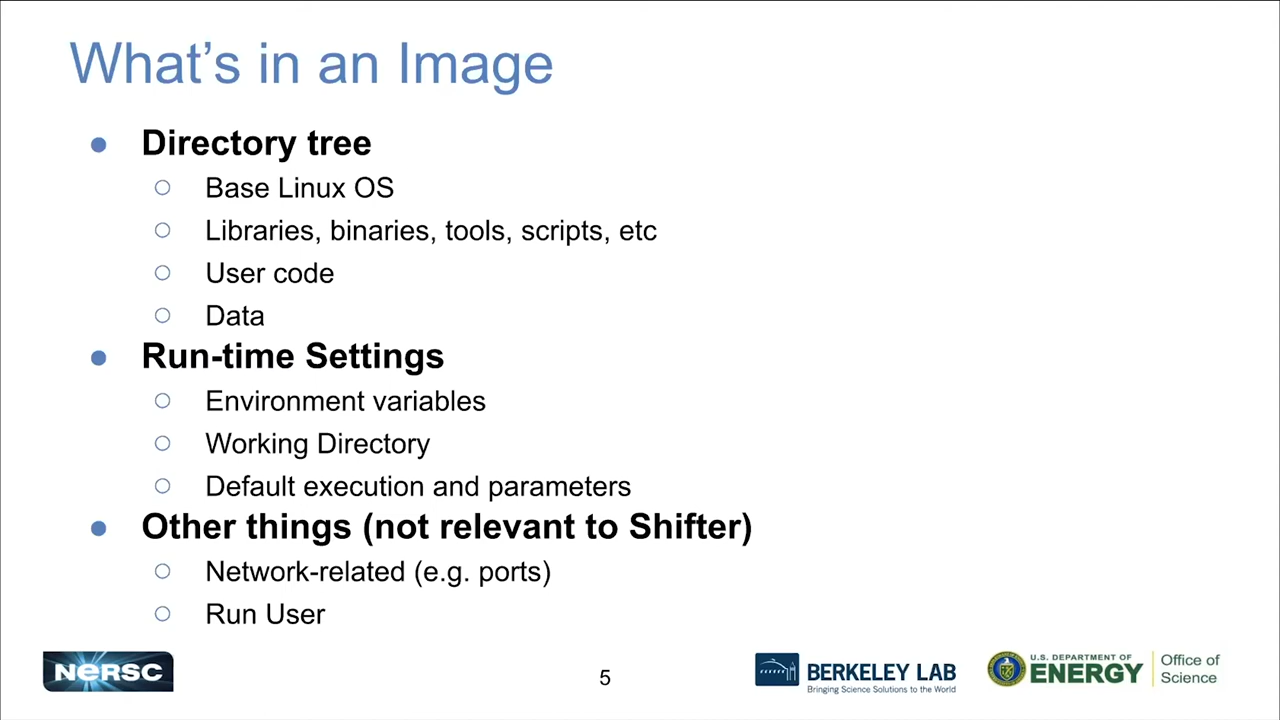 What's in an Image
● Directory tree
○ Base Linux OS
○ Libraries, binaries, tools, scripts, etc
○ User code
○ Data
● Run-time Settings
○ Environment variables
○ Working Directory
○ Default execution and parameters
● Other things (not relevant to Shifter)
○ Network-related (e.g. ports)
○ Run User
NERSC
5
BERKELEY LAB
Bringing Science Solutions to the World
U.S. DEPARTMENT OF
ENERGY
Office of
Science